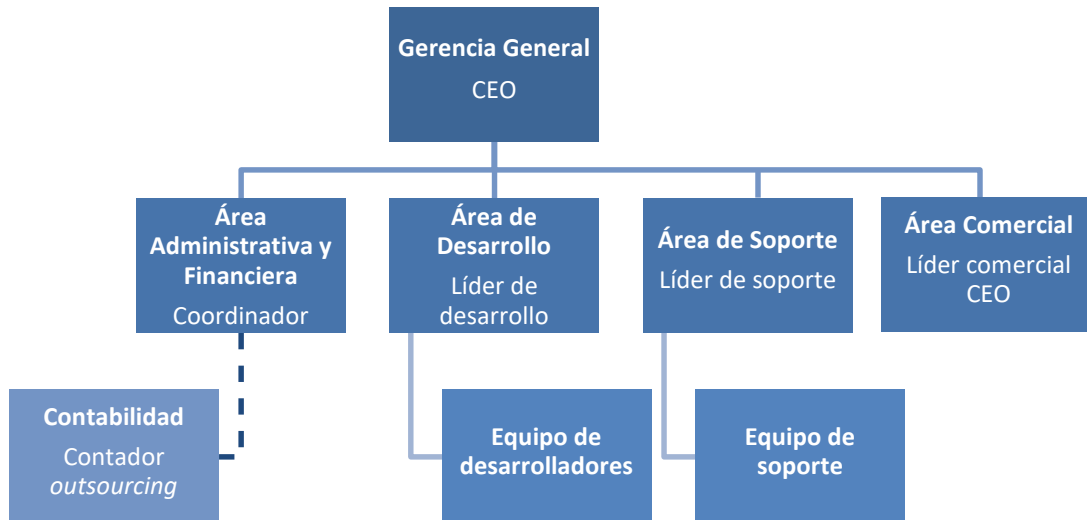 Gerencia General
CEO
Área
Administrativa y
Financiera
Coordinador
Área de
Desarrollo
Líder de
desarrollo
Área de Soporte
Líder de soporte
Área Comercial
Líder comercial
CEO
Contabilidad
Contador
outsourcing
Equipo de
desarrolladores
Equipo de
soporte